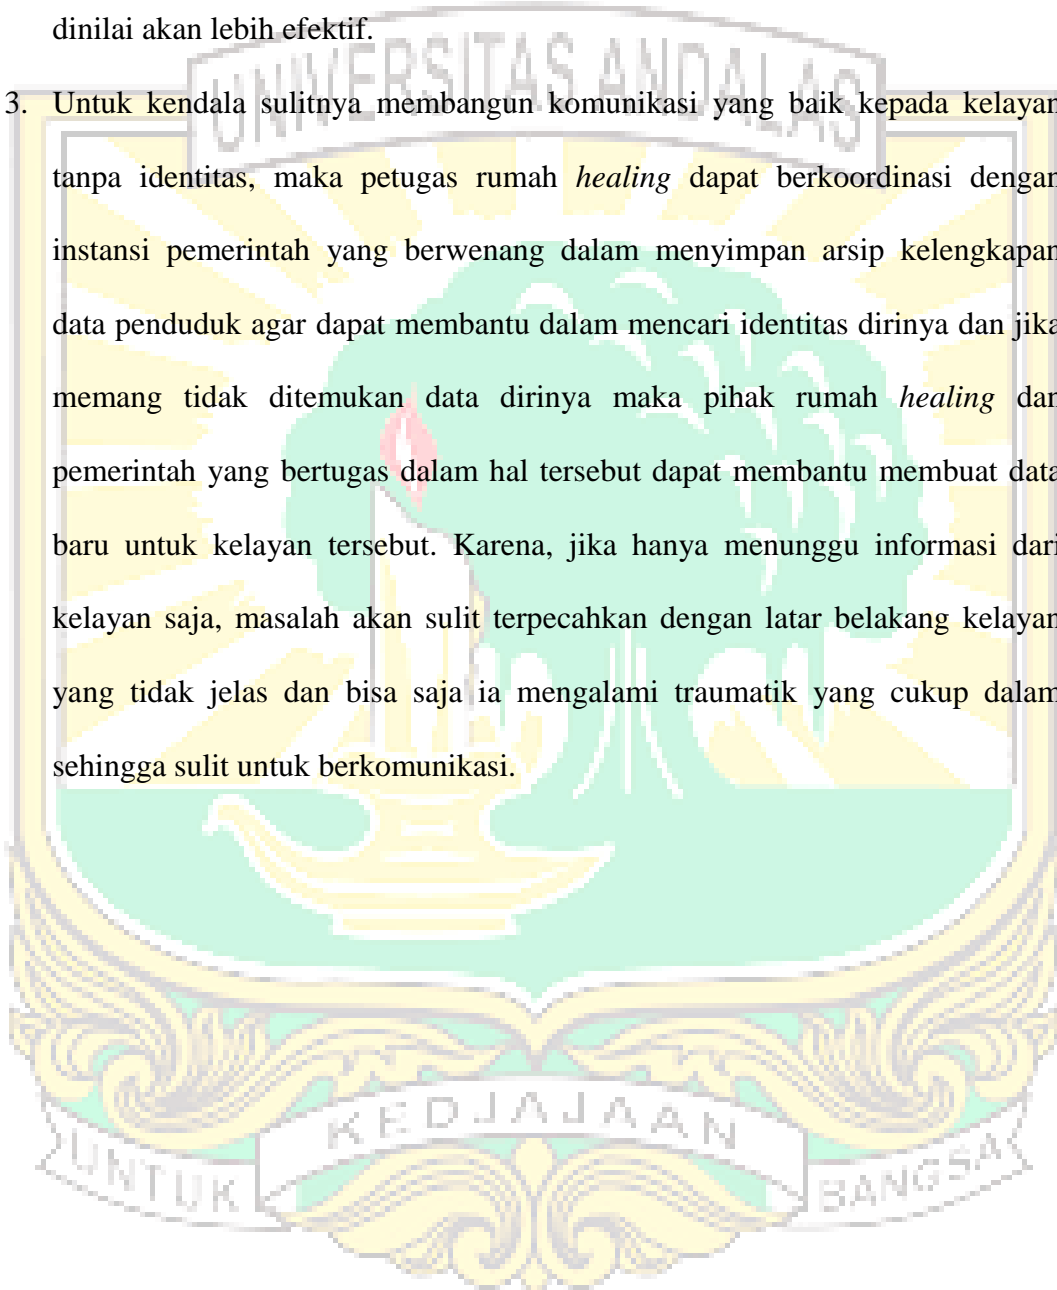 dinilai akan lebih efektif.
UNIVERSITAS ANDALAS
3. Untuk kendala sulitnya membangun komunikasi yang baik kepada kelayan
tanpa identitas, maka petugas rumah healing dapat berkoordinasi dengan
instansi pemerintah yang berwenang dalam menyimpan arsip kelengkapan
data penduduk agar dapat membantu dalam mencari identitas dirinya dan jika
memang tidak ditemukan data dirinya maka pihak rumah healing dan
pemerintah yang bertugas dalam hal tersebut dapat membantu membuat data
baru untuk kelayan tersebut. Karena, jika hanya menunggu informasi dari
kelayan saja, masalah akan sulit terpecahkan dengan latar belakang kelayan
yang tidak jelas dan bisa saja ia mengalami traumatik yang cukup dalam
sehingga sulit untuk berkomunikasi.
UNTUK KEDJAJAAN BANGSA